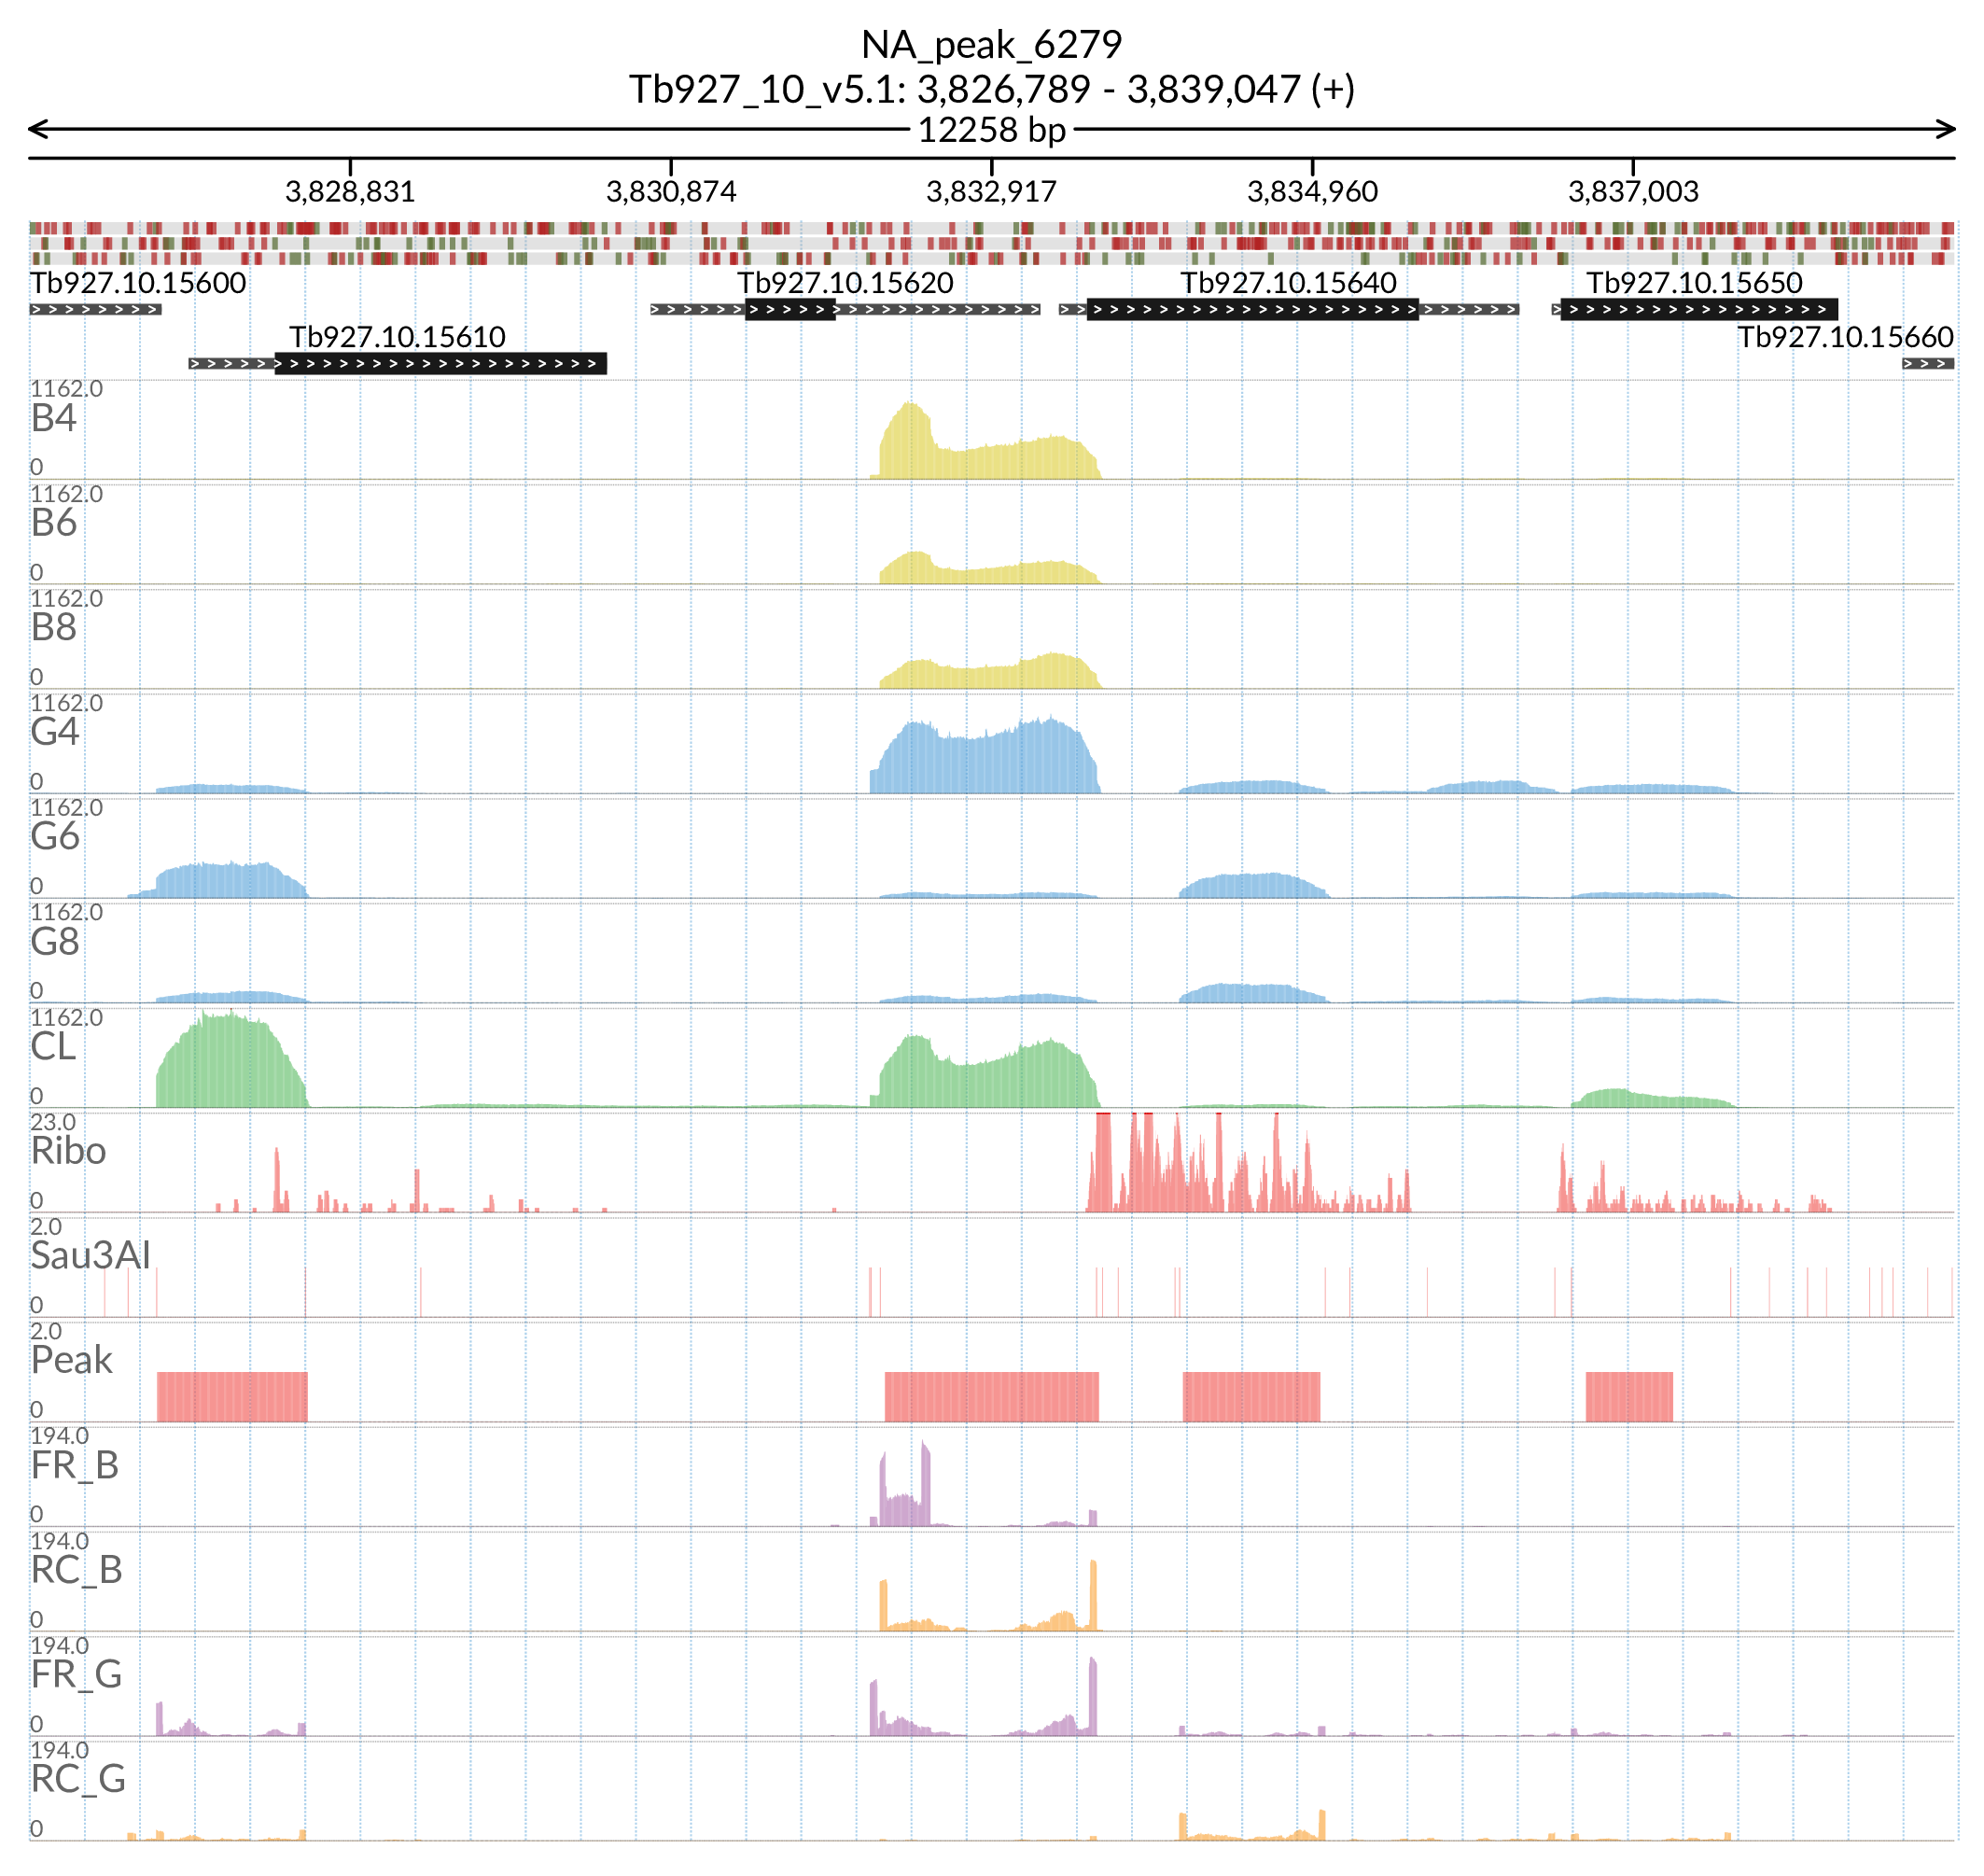 NA_peak_6279
Tb927_10_v5.1: 3,826,789 - 3,839,047 (+)
12258 bp
3,828,831 3,830,874 3,832,917 3,834,960 3,837,003
Tb927.10.15600 Tb927.10.15620 Tb927.10.15640 Tb927.10.15650
Tb927.10.15610 Tb927.10.15660
1162.0
B4
0
1162.0
B6
0
1162.0
B8
0
1162.0
G4
0
1162.0
G6
0
1162.0
G8
0
1162.0
CL
0
23.0
Ribo
0
2.0
Sau3AI
0
2.0
Peak
0
194.0
FR_B
0
194.0
RC_B
0
194.0
FR_G
0
194.0
RC_G
0